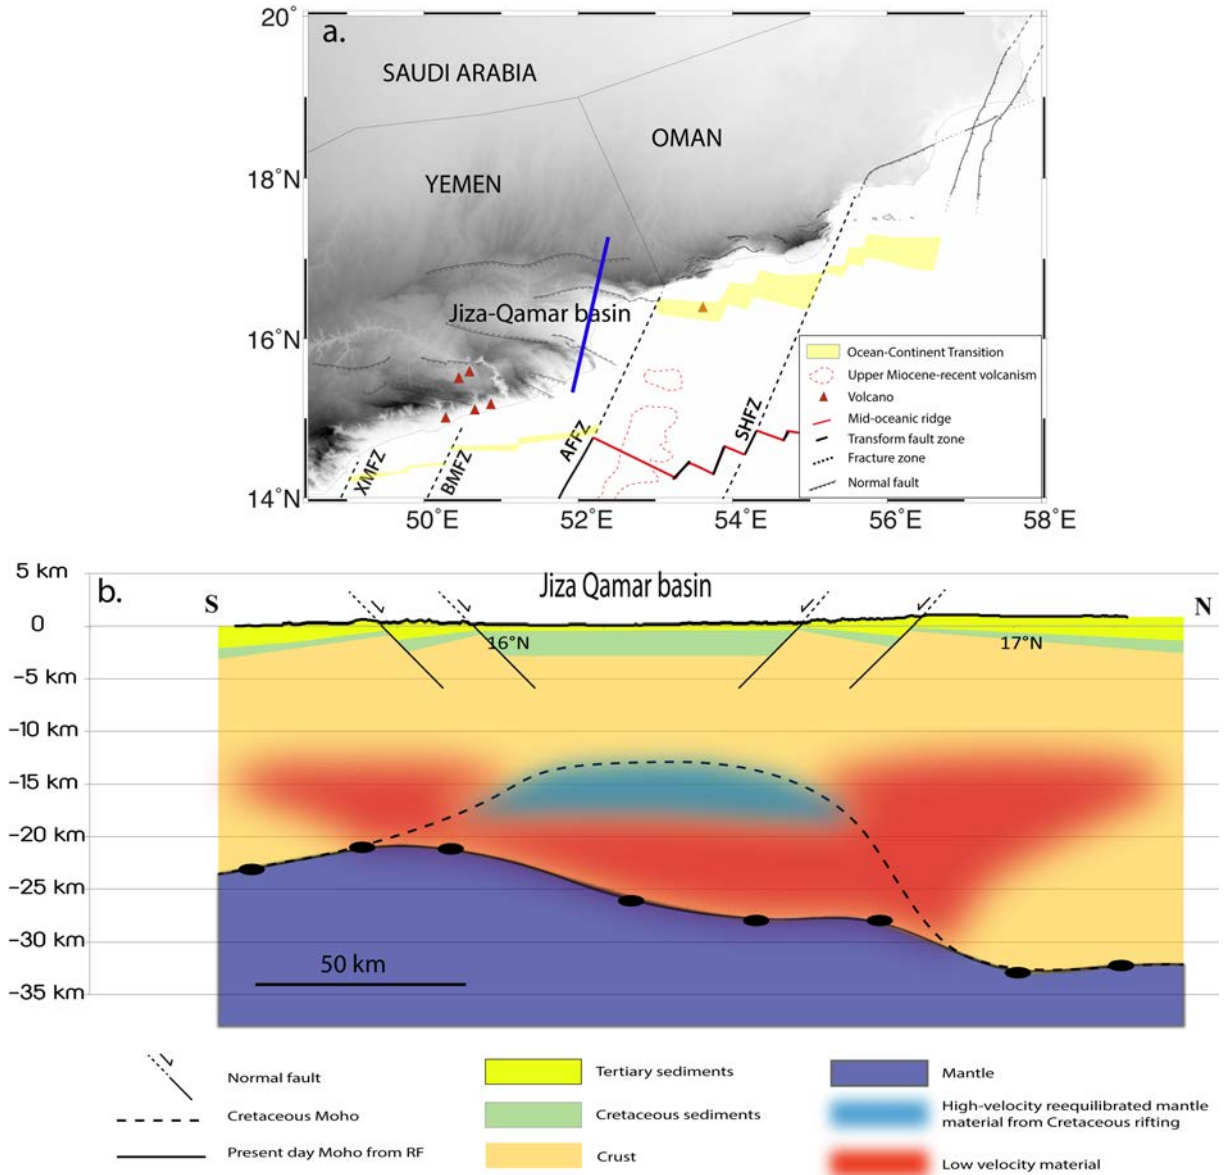 20°
a.
SAUDI ARABIA
OMAN
18°N
YEMEN
Jiza-Qamar basin
16°N
Ocean-Continent Transition
Upper Miocene-recent volcanism
Volcano
Mid-oceanic ridge
Transform fault zone
Fracture zone
Normal fault
XMFZ
BMFZ
AFFZ
SHFZ
14°N
50°E
52°E
54°E
56°E
58°E
5 km
b.
Jiza Qamar basin
S
N
0
16°N
17°N
-5 km
-10 km
-15 km
-20 km
-25 km
-30 km
50 km
-35 km
Normal fault
Tertiary sediments
Mantle
Cretaceous Moho
Cretaceous sediments
High-velocity reequilibrated mantle
material from Cretaceous rifting
Present day Moho from RF
Crust
Low velocity material